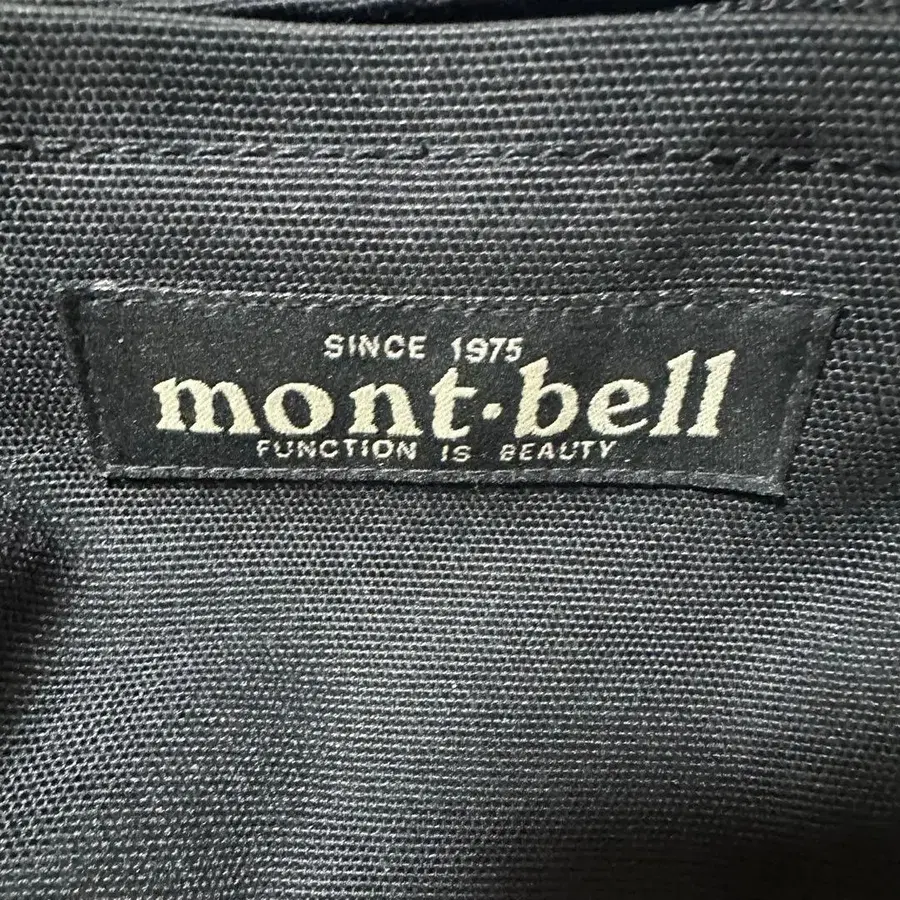 SINCE 1975
mont-bell
FUNCTION IS BEAUTY